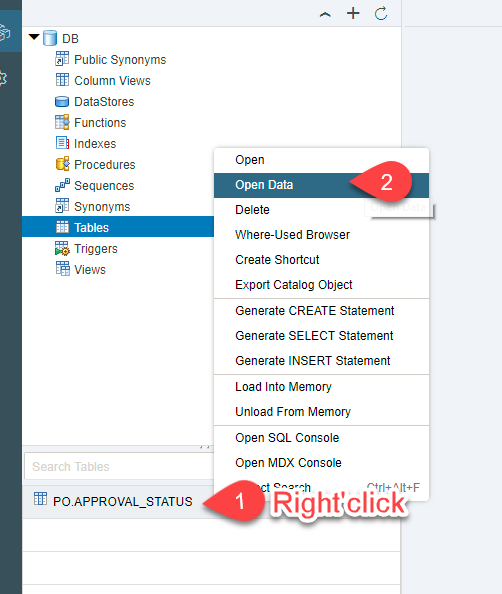 DB
Public Synonyms
Column Views
DataStores
Functions
Indexes
Procedures
Sequences
Synonyms
Tables
Triggers
Views
Open
Open Data
2
Delete
Where-Used Browser
Create Shortcut
Export Catalog Object
Generate CREATE Statement
Generate SELECT Statement
Generate INSERT Statement
Load Into Memory
Unload From Memory
Open SQL Console
Open MDX Console
Search Ctrl+Alt+F
Search Tables
PO.APPROVAL_STATUS
1
Right'click